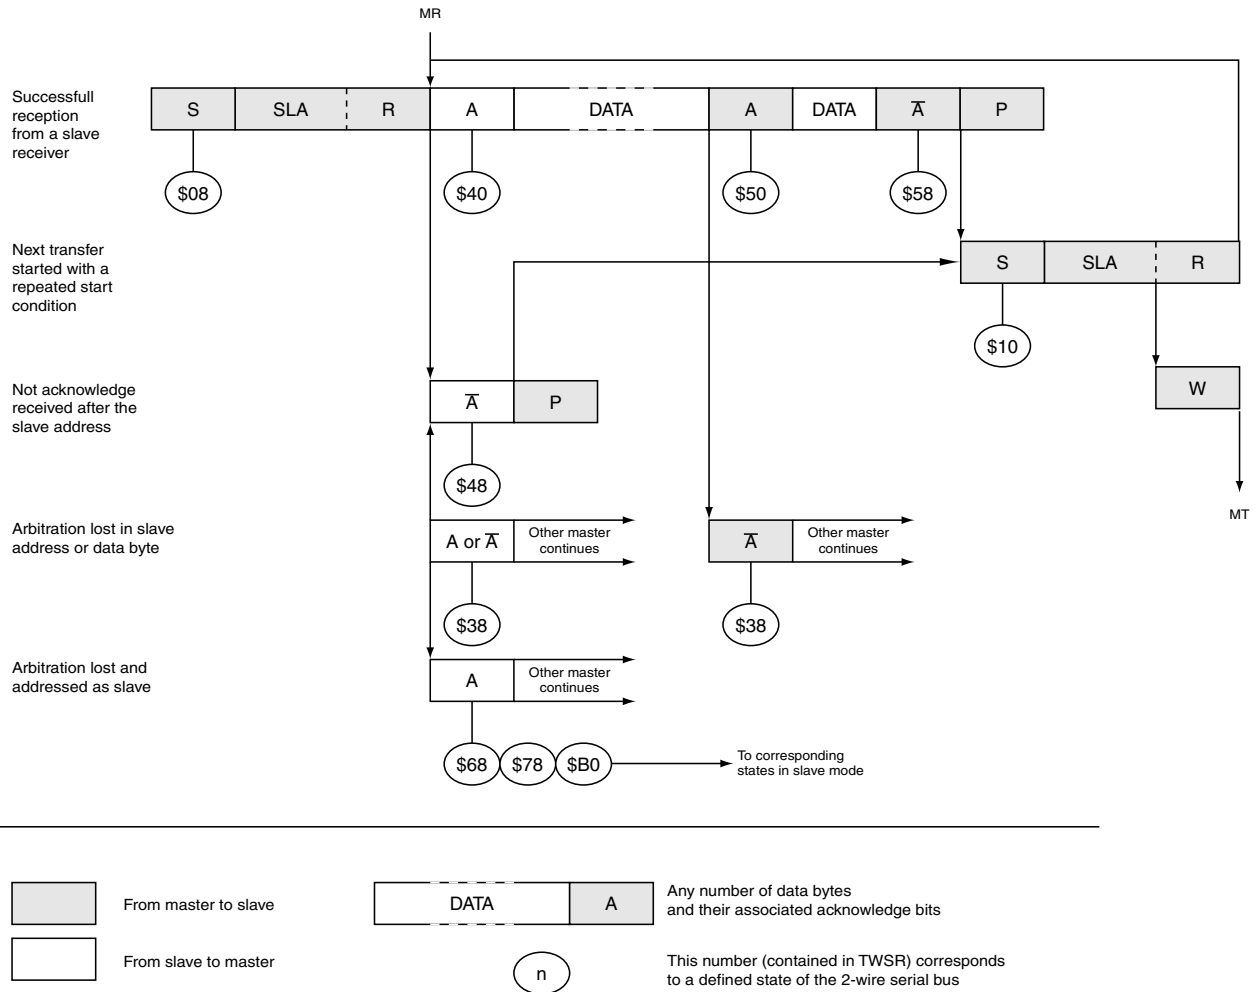 MR
Successfull
reception
from a slave
receiver
S SLA R A DATA A DATA A̅ P
$08 $40 $50 $58
Next transfer
started with a
repeated start
condition
S SLA R
$10
Not acknowledge
received after the
slave address
A̅ P
W
$48
MT
Arbitration lost in slave
address or data byte
A or A̅
Other master
continues
A̅
Other master
continues
$38 $38
Arbitration lost and
addressed as slave
A
Other master
continues
$68 $78 $B0
To corresponding
states in slave mode
From master to slave
DATA A
Any number of data bytes
and their associated acknowledge bits
From slave to master
n
This number (contained in TWSR) corresponds
to a defined state of the 2-wire serial bus